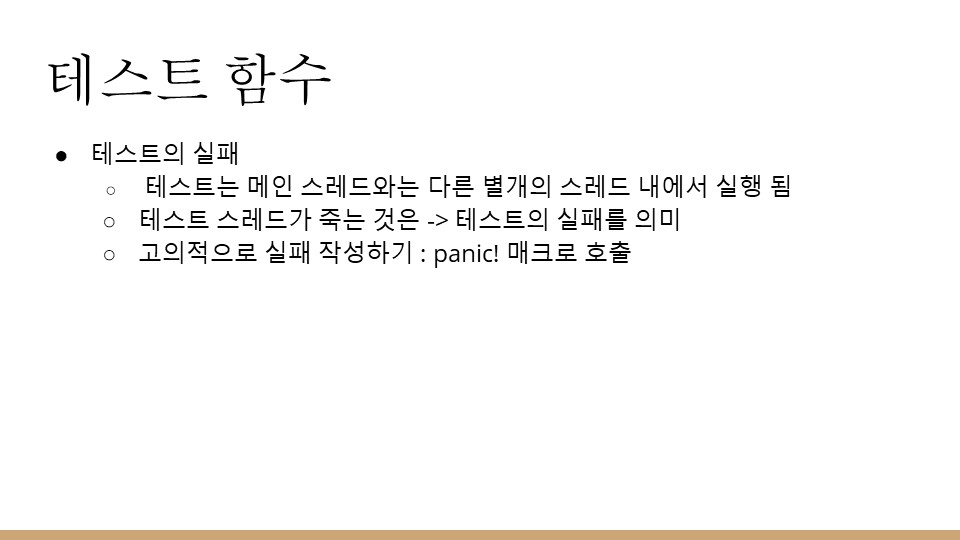 테스트 함수
● 테스트의 실패
○ 테스트는 메인 스레드와는 다른 별개의 스레드 내에서 실행 됨
○ 테스트 스레드가 죽는 것은 -> 테스트의 실패를 의미
○ 고의적으로 실패 작성하기 : panic! 매크로 호출